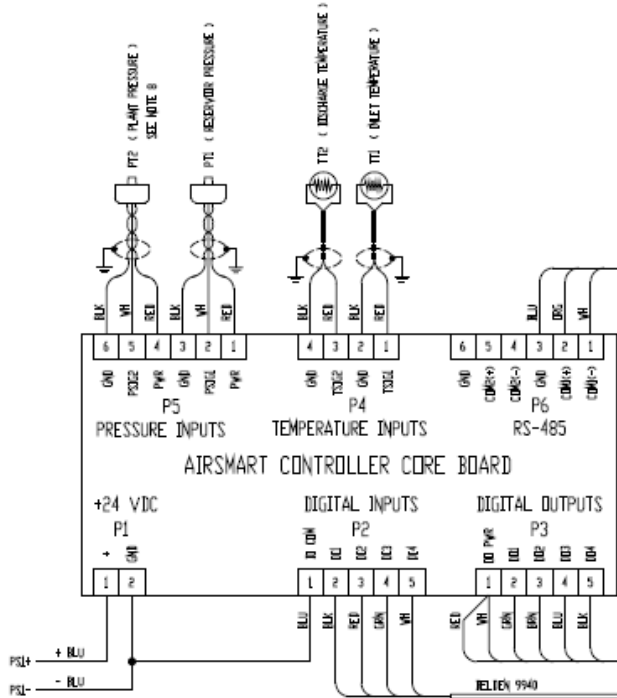 PT2 ( PLANT PRESSURE )
SEE NOTE 8
PT1 ( RESERVOIR PRESSURE )
TT2 ( DISCHARGE TEMPERATURE )
TT1 ( INLET TEMPERATURE )
BLK WH RED BLK WH RED
BLK RED BLK RED
BLU ORG WH
6 5 4 3 2 1
4 3 2 1
6 5 4 3 2 1
GND PSIG2 PWR GND PSIG1 PWR
GND TSIG2 GND TSIG1
GND COM2(+) COM2(-) GND COM1(+) COM1(-)
P5
PRESSURE INPUTS
P4
TEMPERATURE INPUTS
P6
RS-485
AIRSMART CONTROLLER CORE BOARD
+24 VDC
P1
+ GND
1 2
DIGITAL INPUTS
P2
DI COM DI1 DI2 DI3 DI4
1 2 3 4 5
DIGITAL OUTPUTS
P3
DO PWR DO1 DO2 DO3 DO4
1 2 3 4 5
BLU BLK RED GRN WH
RED WH GRN BRN BLU BLK
PS1+ + BLU
PS1- - BLU
BELDEN 9940